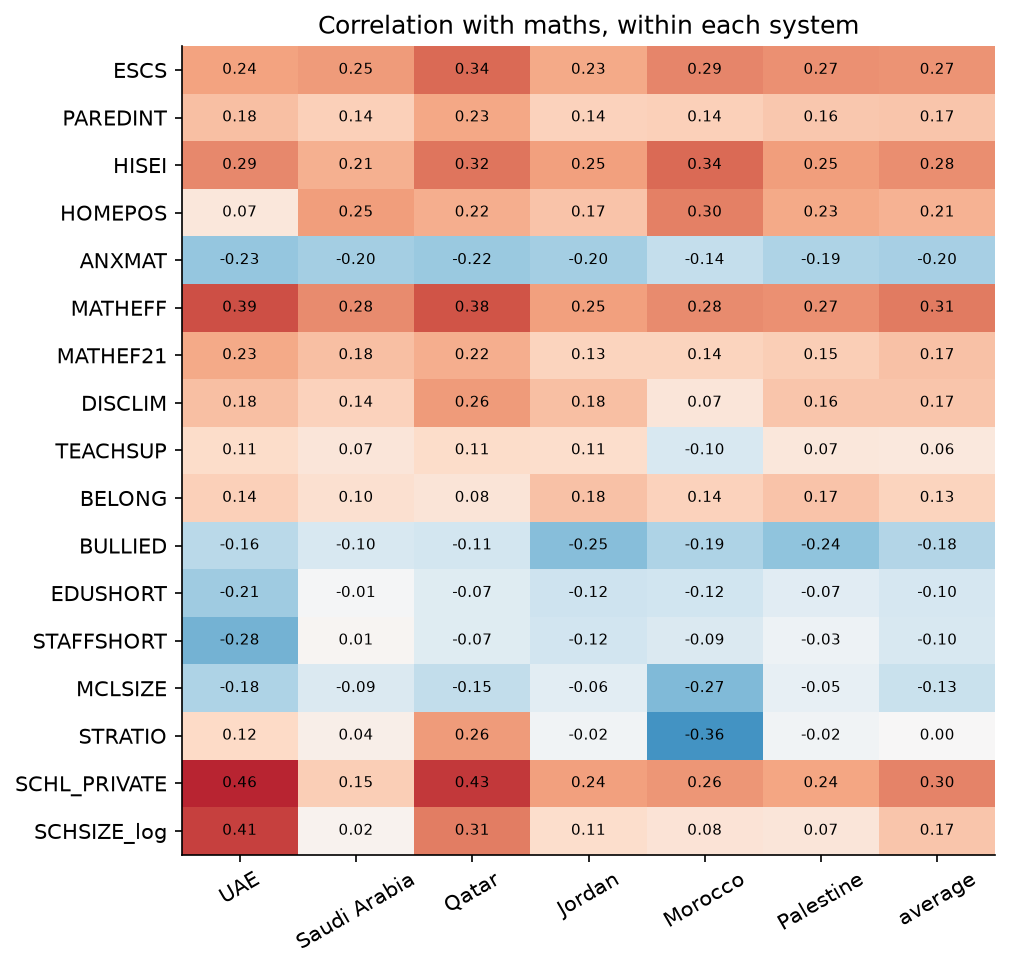 Correlation with maths, within each system
ESCS 0.24 0.25 0.34 0.23 0.29 0.27 0.27
PAREDINT 0.18 0.14 0.23 0.14 0.14 0.16 0.17
HISEI 0.29 0.21 0.32 0.25 0.34 0.25 0.28
HOMEPOS 0.07 0.25 0.22 0.17 0.30 0.23 0.21
ANXMAT -0.23 -0.20 -0.22 -0.20 -0.14 -0.19 -0.20
MATHEFF 0.39 0.28 0.38 0.25 0.28 0.27 0.31
MATHEF21 0.23 0.18 0.22 0.13 0.14 0.15 0.17
DISCLIM 0.18 0.14 0.26 0.18 0.07 0.16 0.17
TEACHSUP 0.11 0.07 0.11 0.11 -0.10 0.07 0.06
BELONG 0.14 0.10 0.08 0.18 0.14 0.17 0.13
BULLIED -0.16 -0.10 -0.11 -0.25 -0.19 -0.24 -0.18
EDUSHORT -0.21 -0.01 -0.07 -0.12 -0.12 -0.07 -0.10
STAFFSHORT -0.28 0.01 -0.07 -0.12 -0.09 -0.03 -0.10
MCLSIZE -0.18 -0.09 -0.15 -0.06 -0.27 -0.05 -0.13
STRATIO 0.12 0.04 0.26 -0.02 -0.36 -0.02 0.00
SCHL_PRIVATE 0.46 0.15 0.43 0.24 0.26 0.24 0.30
SCHSIZE_log 0.41 0.02 0.31 0.11 0.08 0.07 0.17
UAE Saudi Arabia Qatar Jordan Morocco Palestine average